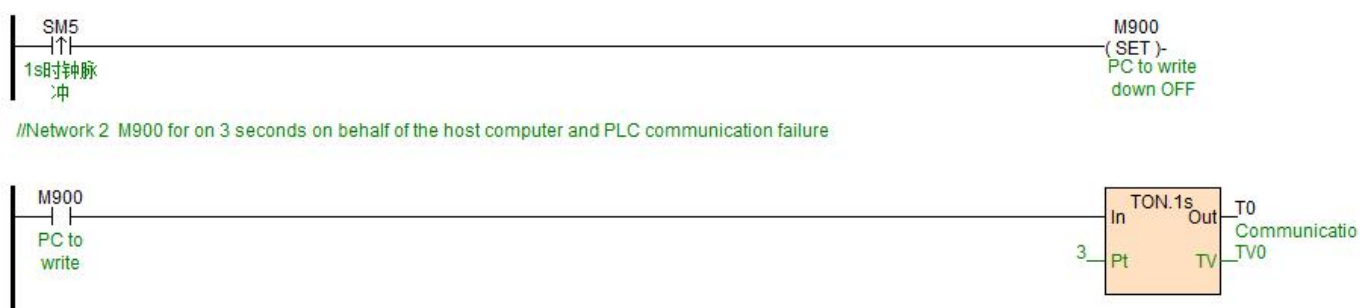 SM5
M900
( SET )-
1s时钟脉
冲
PC to write
down OFF
//Network 2 M900 for on 3 seconds on behalf of the host computer and PLC communication failure
M900
PC to
write
TON.1s
In
Out
T0
Communicatio
3
Pt
TV
TV0